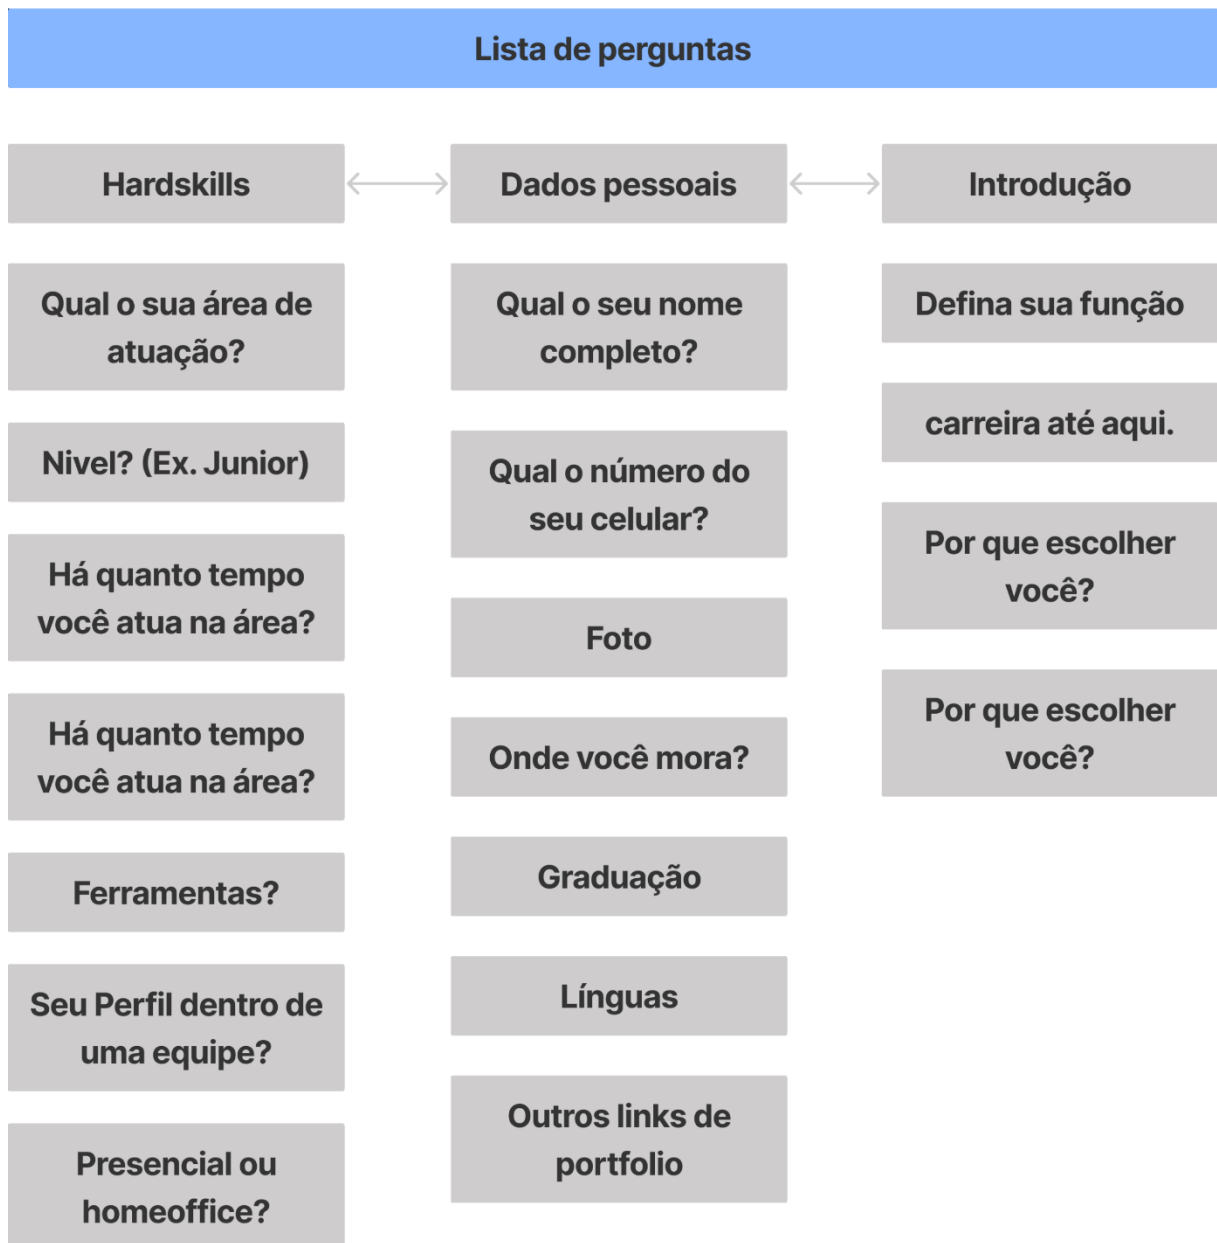 Lista de perguntas
Hardskills
Dados pessoais
Introdução
Qual o sua área de
atuação?
Nivel? (Ex. Junior)
Há quanto tempo
você atua na área?
Há quanto tempo
você atua na área?
Ferramentas?
Seu Perfil dentro de
uma equipe?
Presencial ou
homeoffice?
Qual o seu nome
completo?
Qual o número do
seu celular?
Foto
Onde você mora?
Graduação
Línguas
Outros links de
portfolio
Defina sua função
carreira até aqui.
Por que escolher
você?
Por que escolher
você?